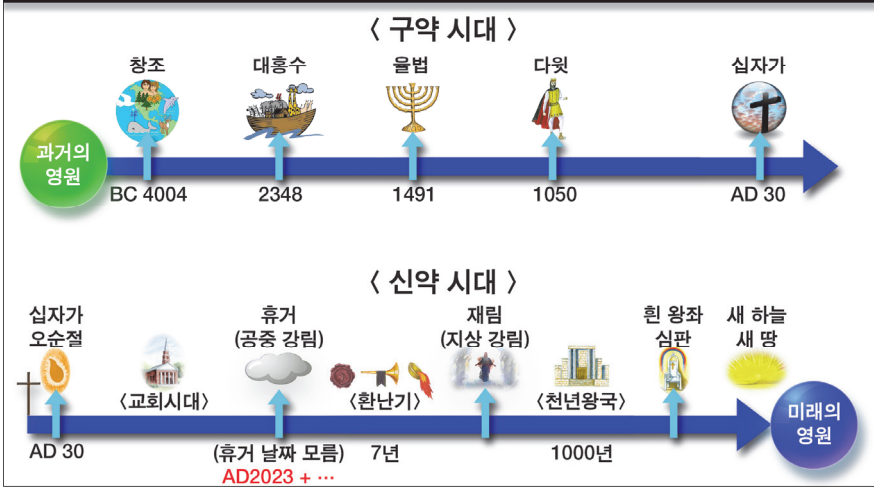 〈 구약 시대 〉
창조 대홍수 율법 다윗 십자가
과거의
영원
BC 4004 2348 1491 1050 AD 30
〈 신약 시대 〉
십자가 휴거 재림 흰 왕좌 새 하늘
오순절 (공중 강림) (지상 강림) 심판 새 땅
〈교회시대〉 〈환난기〉 〈천년왕국〉
미래의
영원
AD 30 (휴거 날짜 모름) 7년 1000년
AD2023 + ···